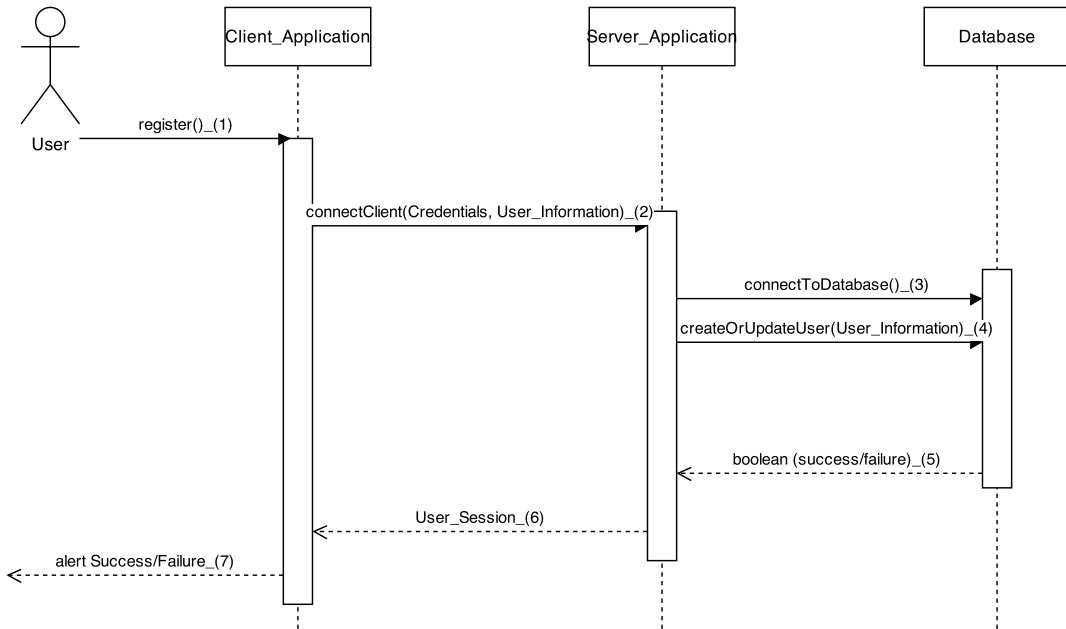 Client_Application
Server_Application
Database
User
register()_(1)
connectClient(Credentials, User_Information)_(2)
connectToDatabase()_(3)
createOrUpdateUser(User_Information)_(4)
boolean (success/failure)_(5)
User_Session_(6)
alert Success/Failure_(7)